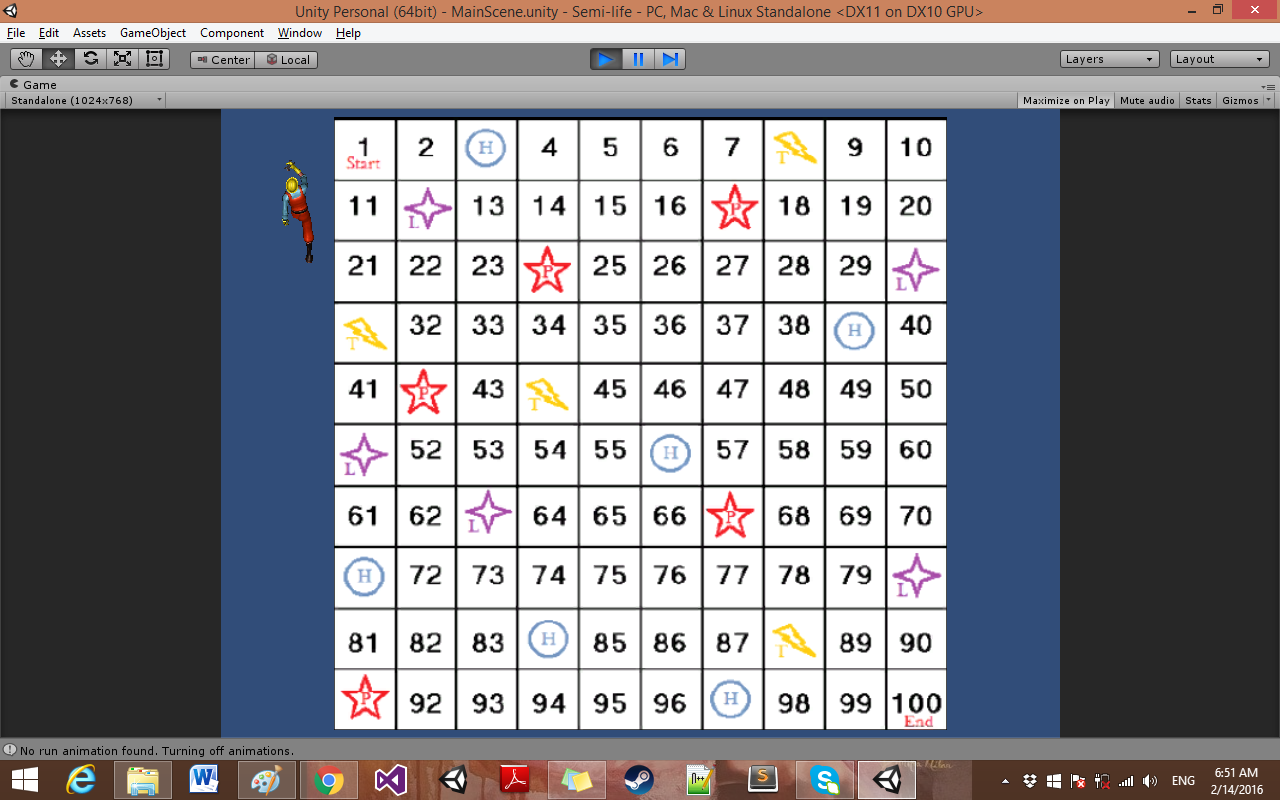 Unity Personal (64bit) - MainScene.unity - Semi-life - PC, Mac & Linux Standalone <DX11 on DX10 GPU>
File Edit Assets GameObject Component Window Help
Center Local Layers Layout
Game
Standalone (1024x768) Maximize on Play Mute audio Stats Gizmos
1 2 H 4 5 6 7 T 9 10
Start
11 L 13 14 15 16 P 18 19 20
21 22 23 P 25 26 27 28 29 L
T 32 33 34 35 36 37 38 H 40
41 P 43 T 45 46 47 48 49 50
L 52 53 54 55 H 57 58 59 60
61 62 L 64 65 66 P 68 69 70
H 72 73 74 75 76 77 78 79 L
81 82 83 H 85 86 87 T 89 90
P 92 93 94 95 96 H 98 99 100
End
No run animation found. Turning off animations.
ENG 6:51 AM
2/14/2016